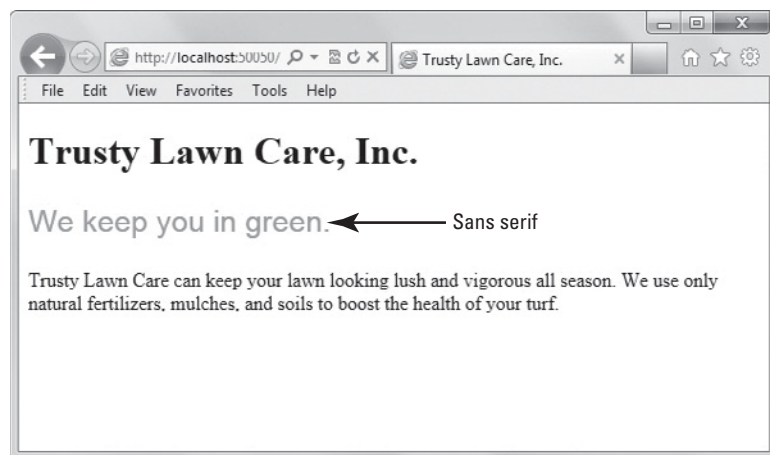 http://localhost:50050/
Trusty Lawn Care, Inc.
File Edit View Favorites Tools Help
Trusty Lawn Care, Inc.
We keep you in green.
Sans serif
Trusty Lawn Care can keep your lawn looking lush and vigorous all season. We use only
natural fertilizers, mulches, and soils to boost the health of your turf.